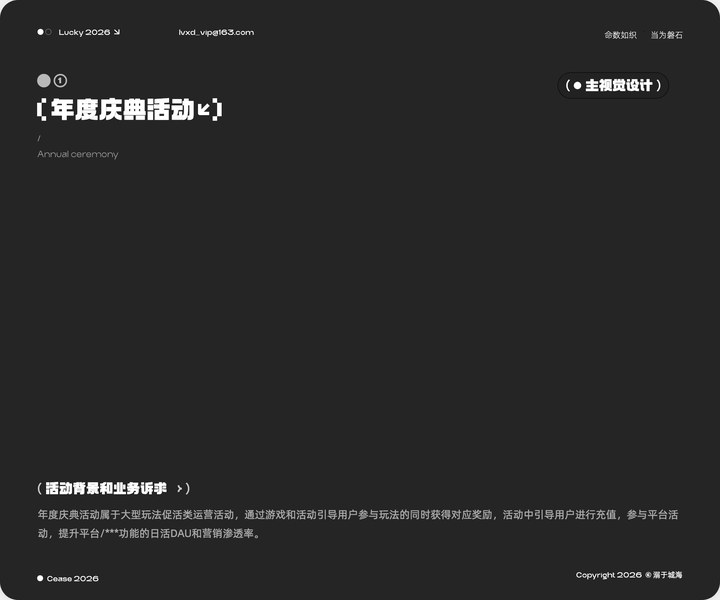 Lucky 2026
lvxd_vip@163.com
命数如织 当为磐石
1
(年度庆典活动)
(● 主视觉设计)
/
Annual ceremony
(活动背景和业务诉求 >)
年度庆典活动属于大型玩法促活类运营活动，通过游戏和活动引导用户参与玩法的同时获得对应奖励，活动中引导用户进行充值，参与平台活
动，提升平台/***功能的日活DAU和营销渗透率。
Cease 2026
Copyright 2026 ©溺于城海